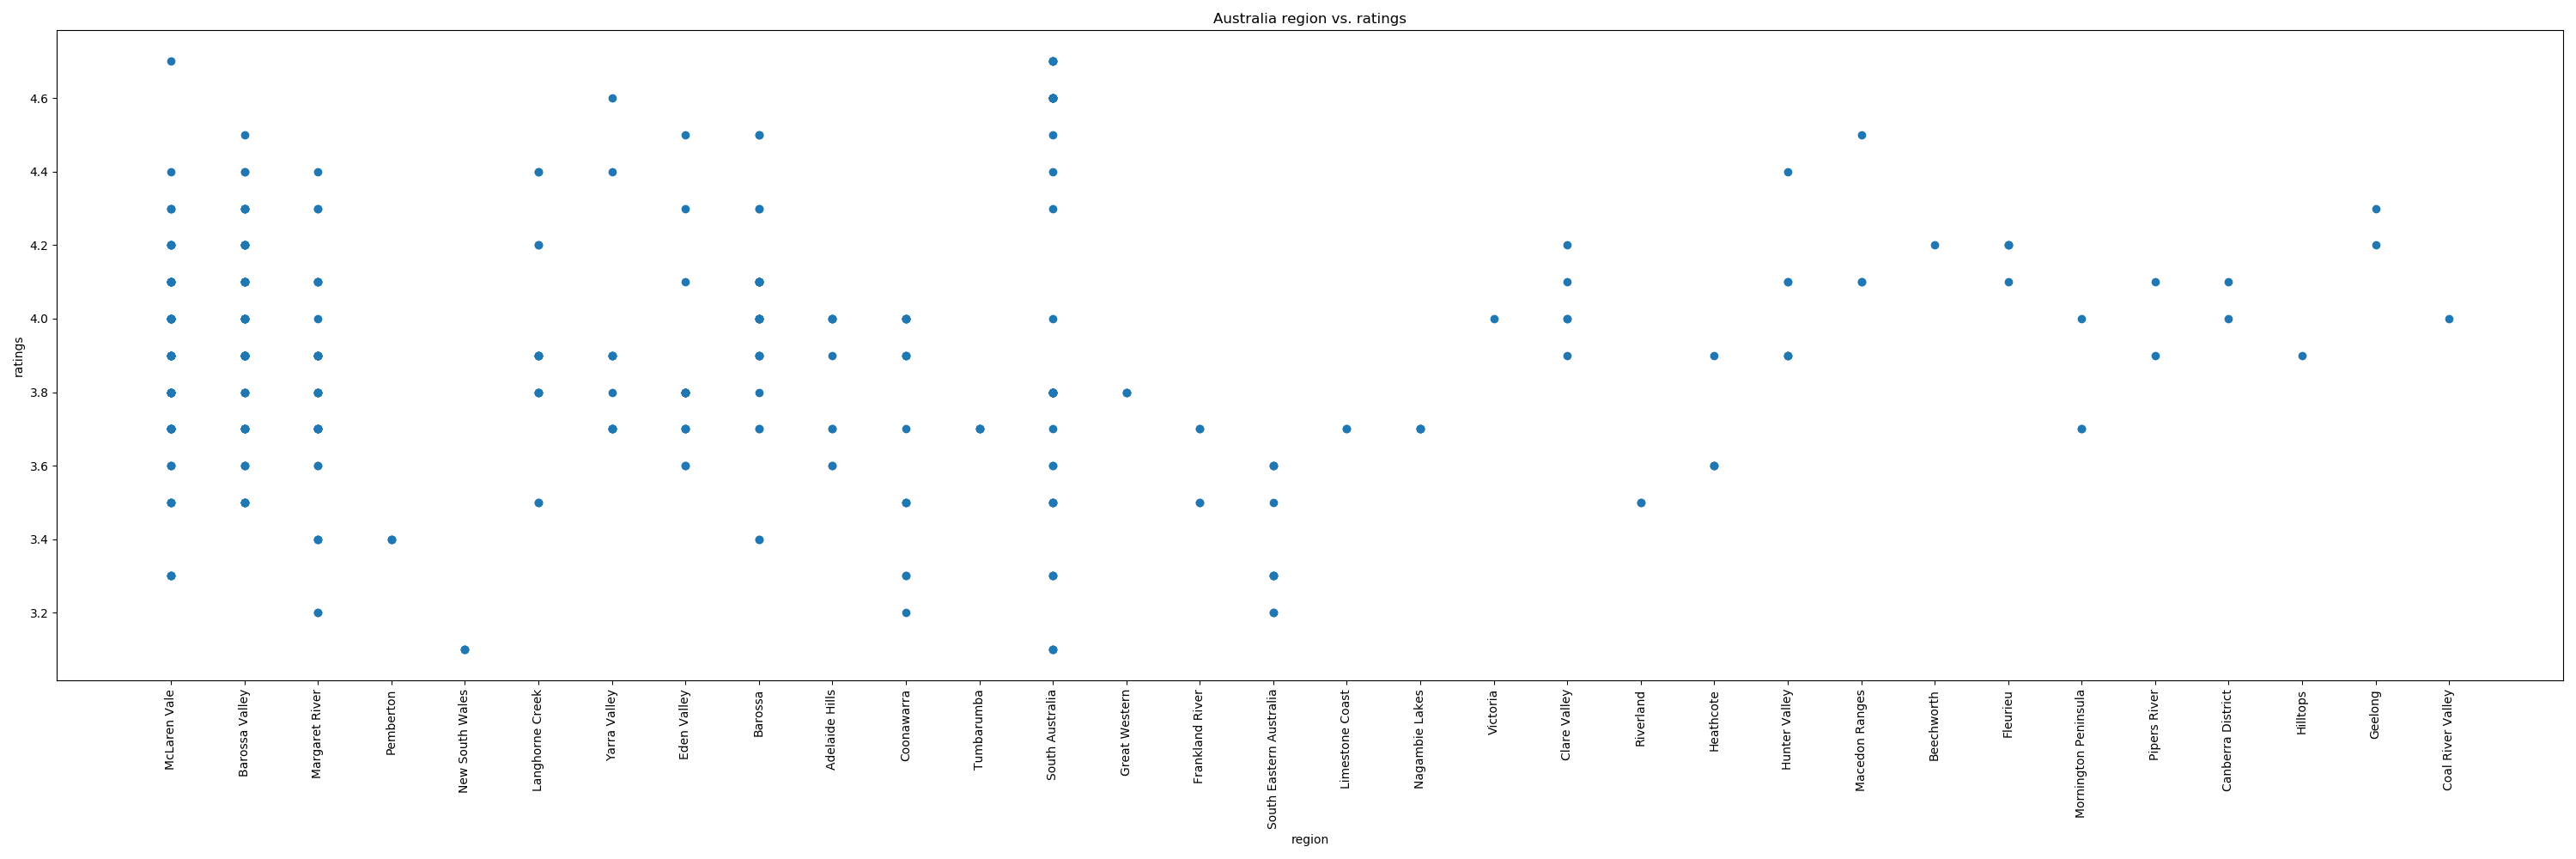 Australia region vs. ratings
ratings
4.6
4.4
4.2
4.0
3.8
3.6
3.4
3.2
McLaren Vale
Barossa Valley
Margaret River
Pemberton
New South Wales
Langhorne Creek
Yarra Valley
Eden Valley
Barossa
Adelaide Hills
Coonawarra
Tumbarumba
South Australia
Great Western
Frankland River
South Eastern Australia
Limestone Coast
Nagambie Lakes
Victoria
Clare Valley
Riverland
Heathcote
Hunter Valley
Macedon Ranges
Beechworth
Fleurieu
Mornington Peninsula
Pipers River
Canberra District
Hilltops
Geelong
Coal River Valley
region